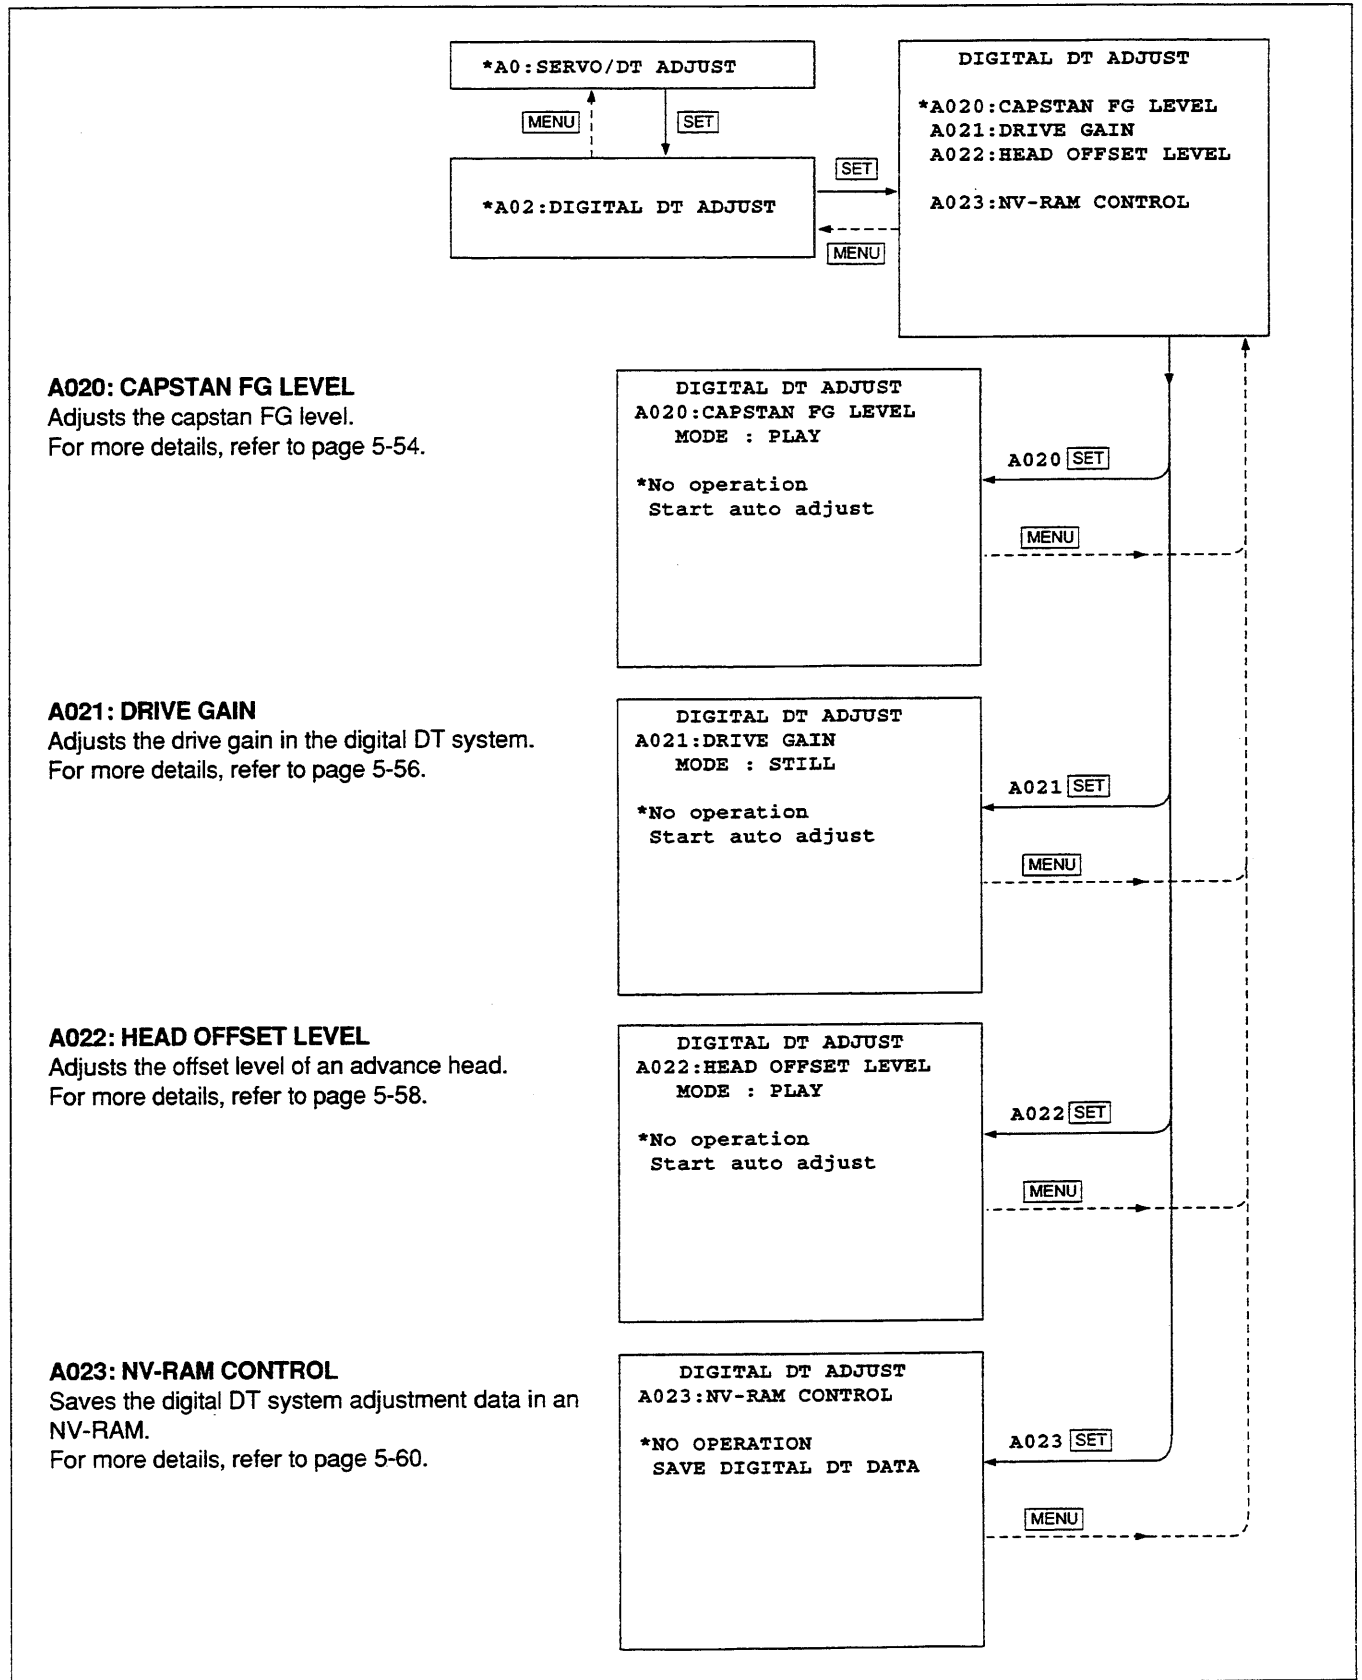 *A0:SERVO/DT ADJUST
MENU
SET
*A02:DIGITAL DT ADJUST
SET
MENU
DIGITAL DT ADJUST
*A020:CAPSTAN FG LEVEL
A021:DRIVE GAIN
A022:HEAD OFFSET LEVEL
A023:NV-RAM CONTROL
A020: CAPSTAN FG LEVEL
Adjusts the capstan FG level.
For more details, refer to page 5-54.
DIGITAL DT ADJUST
A020:CAPSTAN FG LEVEL
MODE : PLAY
*No operation
Start auto adjust
A020 SET
MENU
A021: DRIVE GAIN
Adjusts the drive gain in the digital DT system.
For more details, refer to page 5-56.
DIGITAL DT ADJUST
A021:DRIVE GAIN
MODE : STILL
*No operation
Start auto adjust
A021 SET
MENU
A022: HEAD OFFSET LEVEL
Adjusts the offset level of an advance head.
For more details, refer to page 5-58.
DIGITAL DT ADJUST
A022:HEAD OFFSET LEVEL
MODE : PLAY
*No operation
Start auto adjust
A022 SET
MENU
A023: NV-RAM CONTROL
Saves the digital DT system adjustment data in an
NV-RAM.
For more details, refer to page 5-60.
DIGITAL DT ADJUST
A023:NV-RAM CONTROL
*NO OPERATION
SAVE DIGITAL DT DATA
A023 SET
MENU